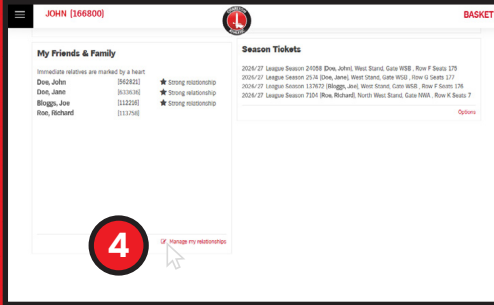 JOHN (166800)
BASKET
My Friends & Family
Immediate relatives are marked by a heart
Doe, John [562821] ★ Strong relationship
Doe, Jane [633636] ★ Strong relationship
Bloggs, Joe [112216] ★ Strong relationship
Roe, Richard [113758]
Manage my relationships
4
Season Tickets
2026/27 League Season 24058 [Doe, John], West Stand, Gate WSB , Row F Seats 175
2026/27 League Season 2574 [Doe, Jane], West Stand, Gate WSB , Row G Seats 177
2026/27 League Season 137672 [Bloggs, Joe], West Stand, Gate WSB , Row F Seats 176
2026/27 League Season 7104 [Roe, Richard], North West Stand, Gate NWA , Row K Seats 7
Options